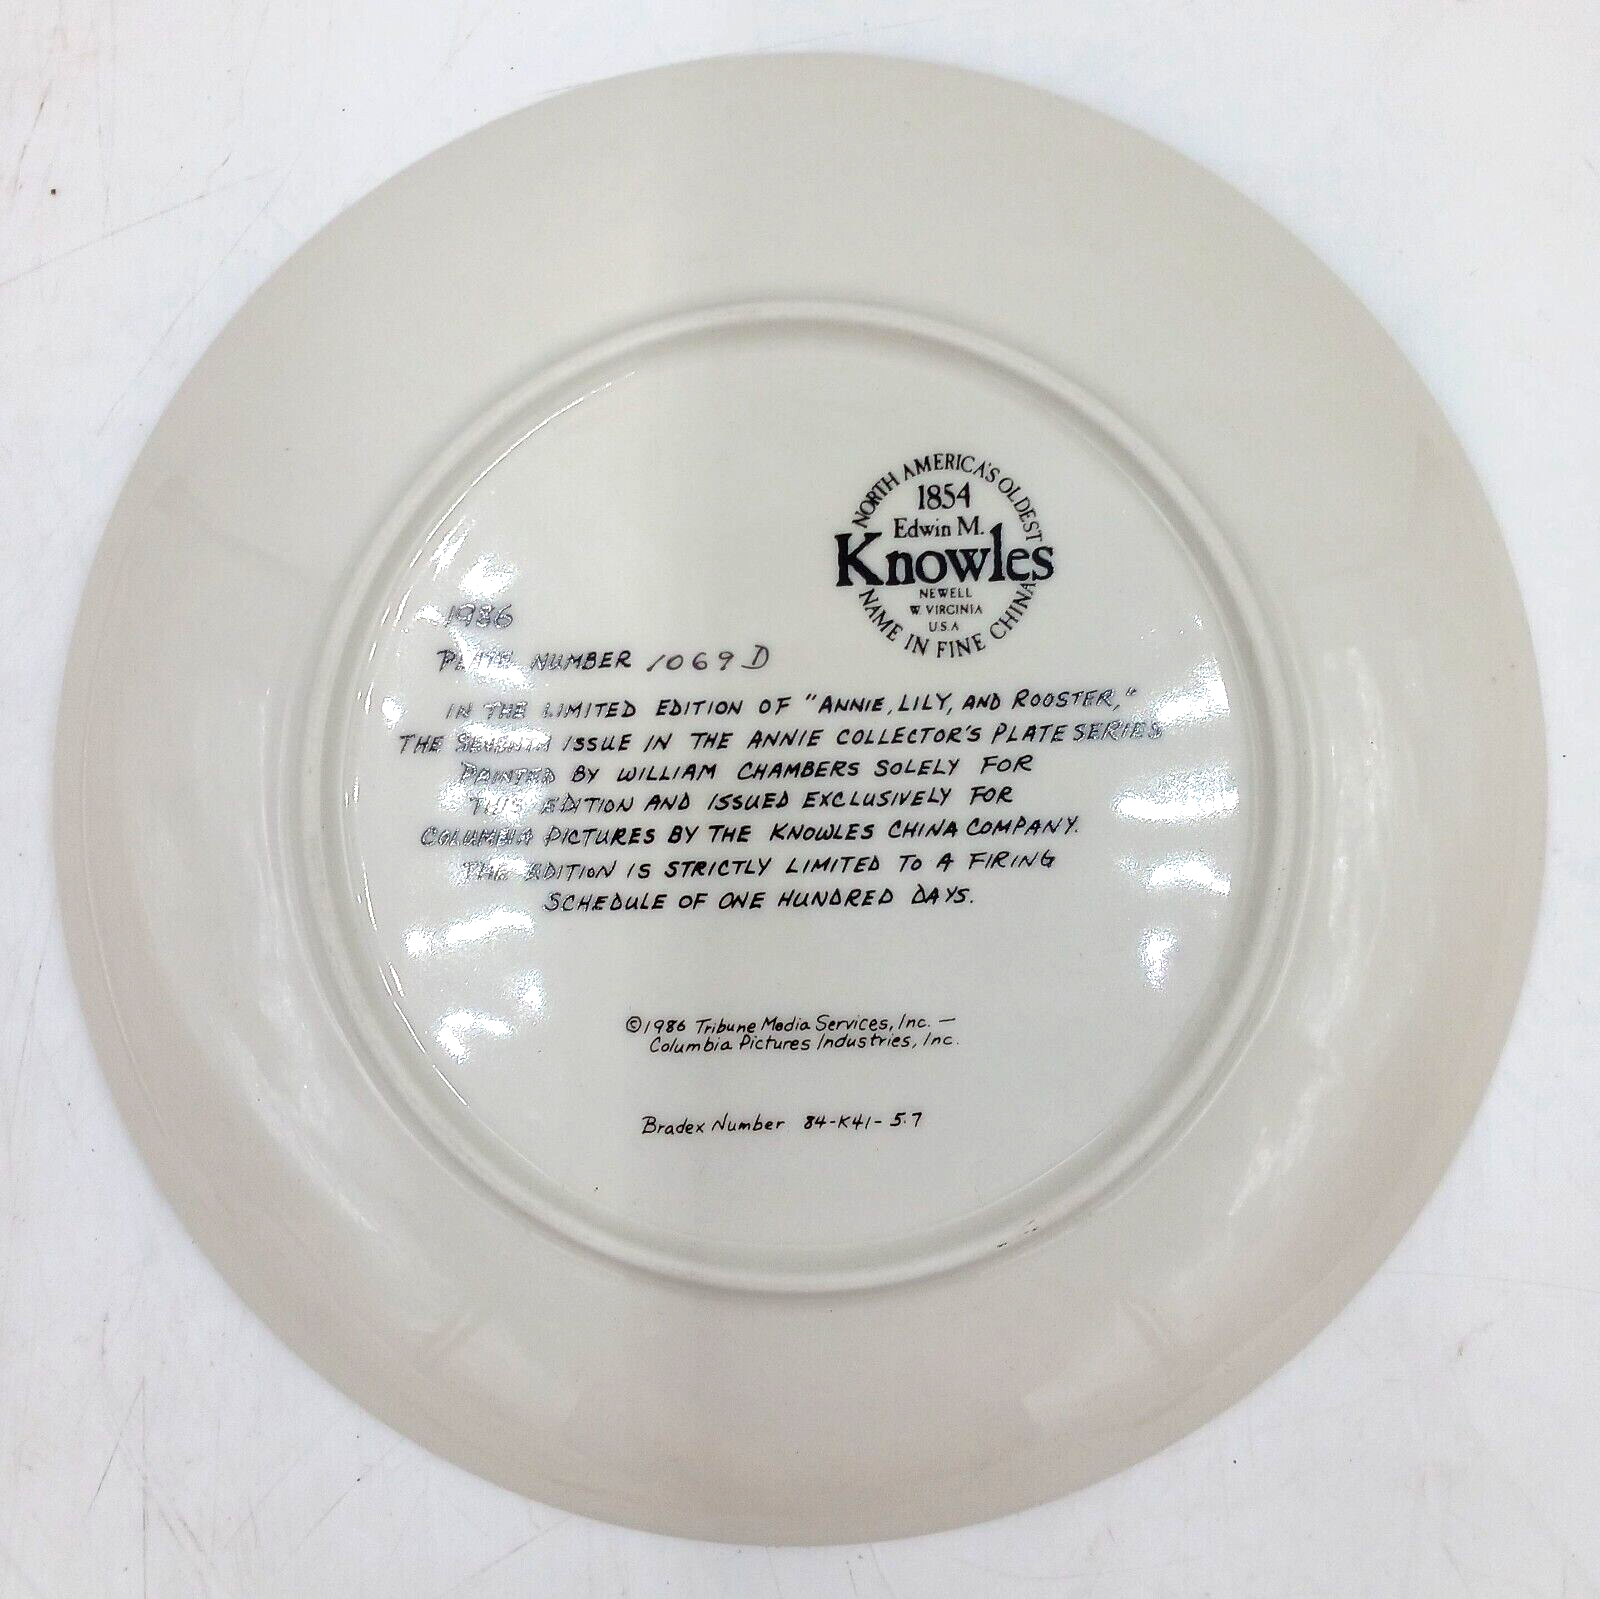 NORTH AMERICA'S OLDEST
1854
Edwin M.
Knowles
NEWELL
W. VIRGINIA
U.S.A
NAME IN FINE CHINA
1986
PLATE NUMBER 1069 D
IN THE LIMITED EDITION OF "ANNIE, LILY, AND ROOSTER,"
THE SEVENTH ISSUE IN THE ANNIE COLLECTOR'S PLATE SERIES
PAINTED BY WILLIAM CHAMBERS SOLELY FOR
THIS EDITION AND ISSUED EXCLUSIVELY FOR
COLUMBIA PICTURES BY THE KNOWLES CHINA COMPANY.
THE EDITION IS STRICTLY LIMITED TO A FIRING
SCHEDULE OF ONE HUNDRED DAYS.
©1986 Tribune Media Services, Inc. —
Columbia Pictures Industries, Inc.
Bradex Number 84-K41-5.7